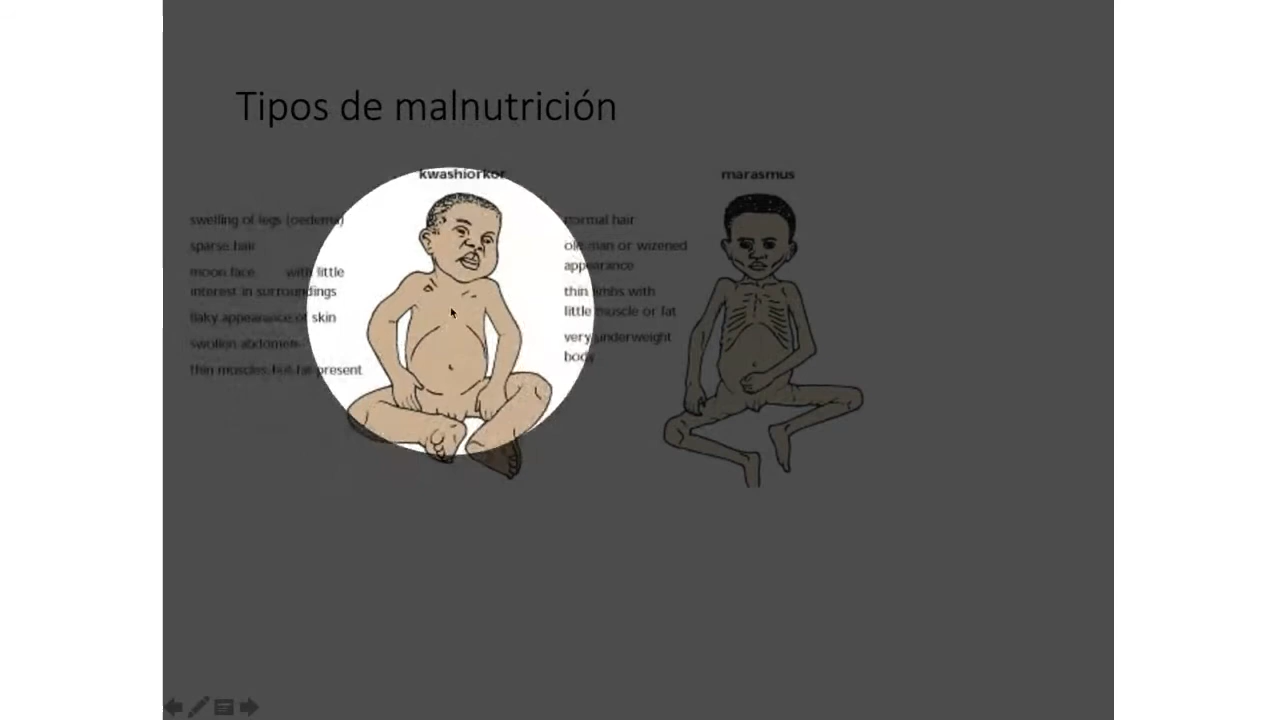 Tipos de malnutrición
kwashiorkor
swelling of legs (oedema)
sparse hair
moon face with little
interest in surroundings
flaky appearance of skin
swollen abdomen
thin muscles, but fat present
marasmus
normal hair
old man or wizened
appearance
thin limbs with
little muscle or fat
very underweight
body